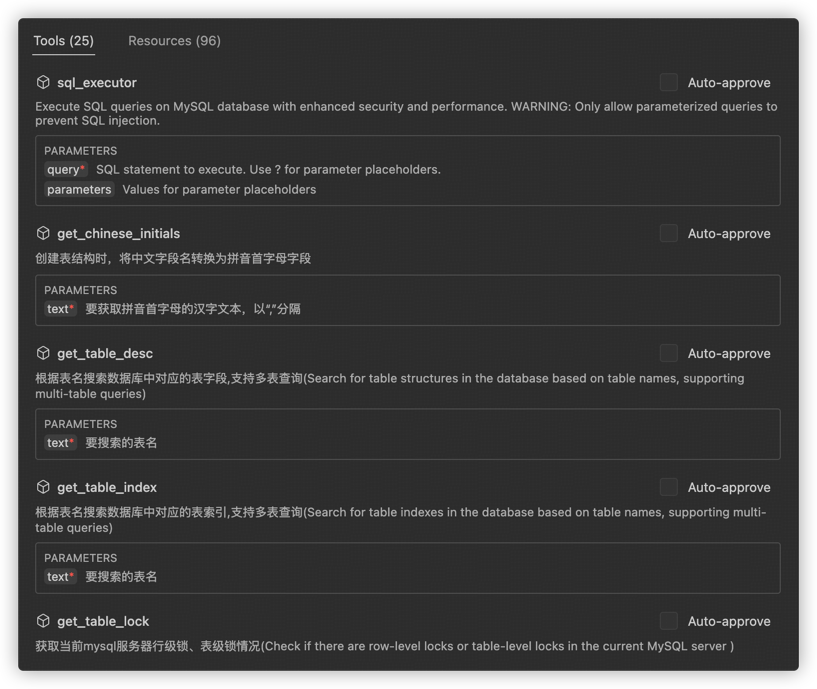 Tools (25)
Resources (96)
sql_executor
Auto-approve
Execute SQL queries on MySQL database with enhanced security and performance. WARNING: Only allow parameterized queries to
prevent SQL injection.
PARAMETERS
query* SQL statement to execute. Use ? for parameter placeholders.
parameters Values for parameter placeholders
get_chinese_initials
Auto-approve
创建表结构时，将中文字段名转换为拼音首字母字段
PARAMETERS
text* 要获取拼音首字母的汉字文本，以“,”分隔
get_table_desc
Auto-approve
根据表名搜索数据库中对应的表字段,支持多表查询(Search for table structures in the database based on table names, supporting
multi-table queries)
PARAMETERS
text* 要搜索的表名
get_table_index
Auto-approve
根据表名搜索数据库中对应的表索引,支持多表查询(Search for table indexes in the database based on table names, supporting multi-
table queries)
PARAMETERS
text* 要搜索的表名
get_table_lock
Auto-approve
获取当前mysql服务器行级锁、表级锁情况(Check if there are row-level locks or table-level locks in the current MySQL server )